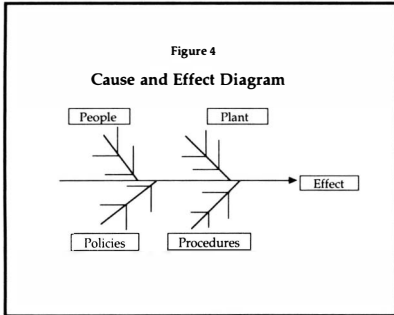 Figure 4
Cause and Effect Diagram
People
Plant
Effect
Policies
Procedures